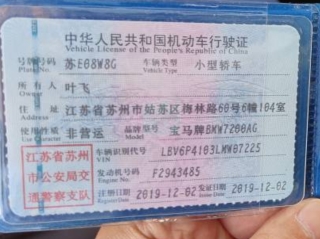 中华人民共和国机动车行驶证
Vehicle License of the People's Republic of China
号牌号码 苏E08W8G 车辆类型 小型轿车
Plate No. Vehicle Type
所有人 叶飞
Owner
住址 江苏省苏州市姑苏区梅林路60号6幢104室
Address
使用性质 非营运 品牌型号 宝马牌BMW7200AG
江苏省苏州 车辆识别代号 LBV6P4103LMW07225
VIN
市公安局交 发动机号码 F2943485
通警察支队 注册日期 2019-12-02 发证日期 2019-12-02